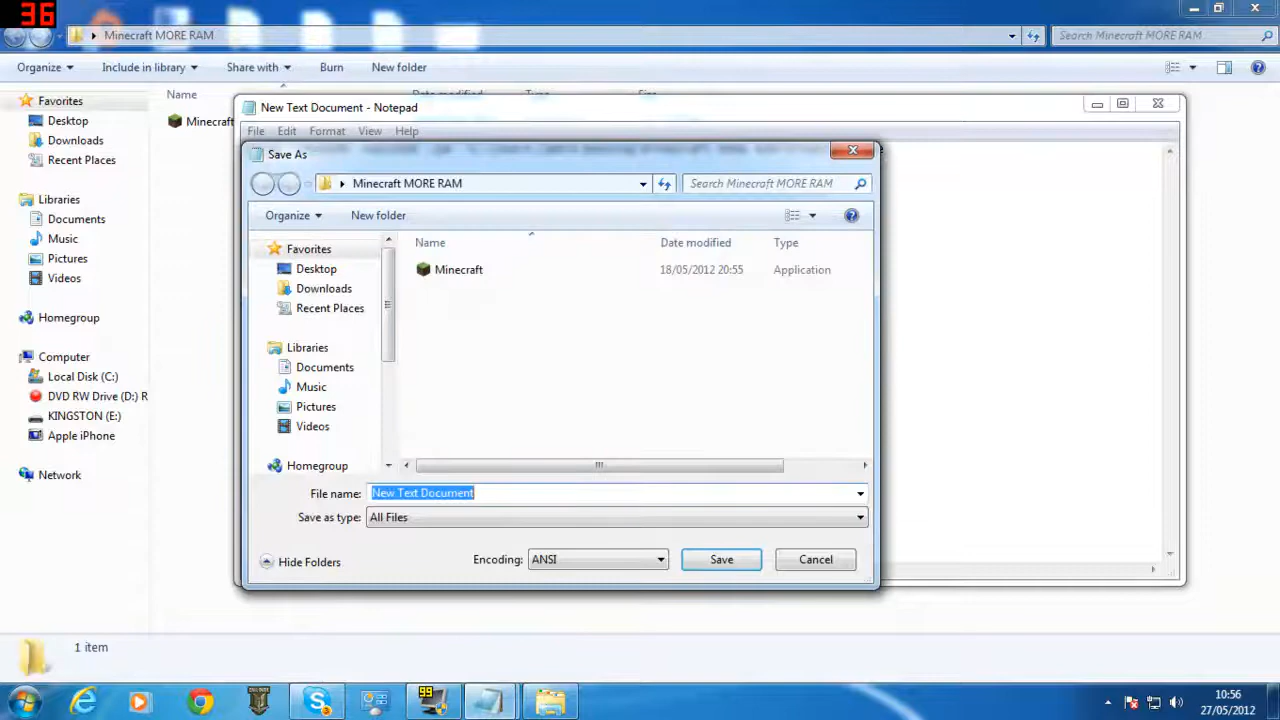 36
Minecraft MORE RAM
Search Minecraft MORE RAM
Organize
Include in library
Share with
Burn
New folder
Favorites
Desktop
Downloads
Recent Places
Libraries
Documents
Music
Pictures
Videos
Homegroup
Computer
Local Disk (C:)
DVD RW Drive (D:) R
KINGSTON (E:)
Apple iPhone
Network
Name
Date modified
Type
Size
Minecraft
New Text Document - Notepad
File Edit Format View Help
Save As
Minecraft MORE RAM
Search Minecraft MORE RAM
Organize
New folder
Favorites
Desktop
Downloads
Recent Places
Libraries
Documents
Music
Pictures
Videos
Homegroup
Name
Date modified
Type
Minecraft
18/05/2012 20:55
Application
File name: New Text Document
Save as type: All Files
Hide Folders
Encoding: ANSI
Save
Cancel
1 item
99
10:56
27/05/2012